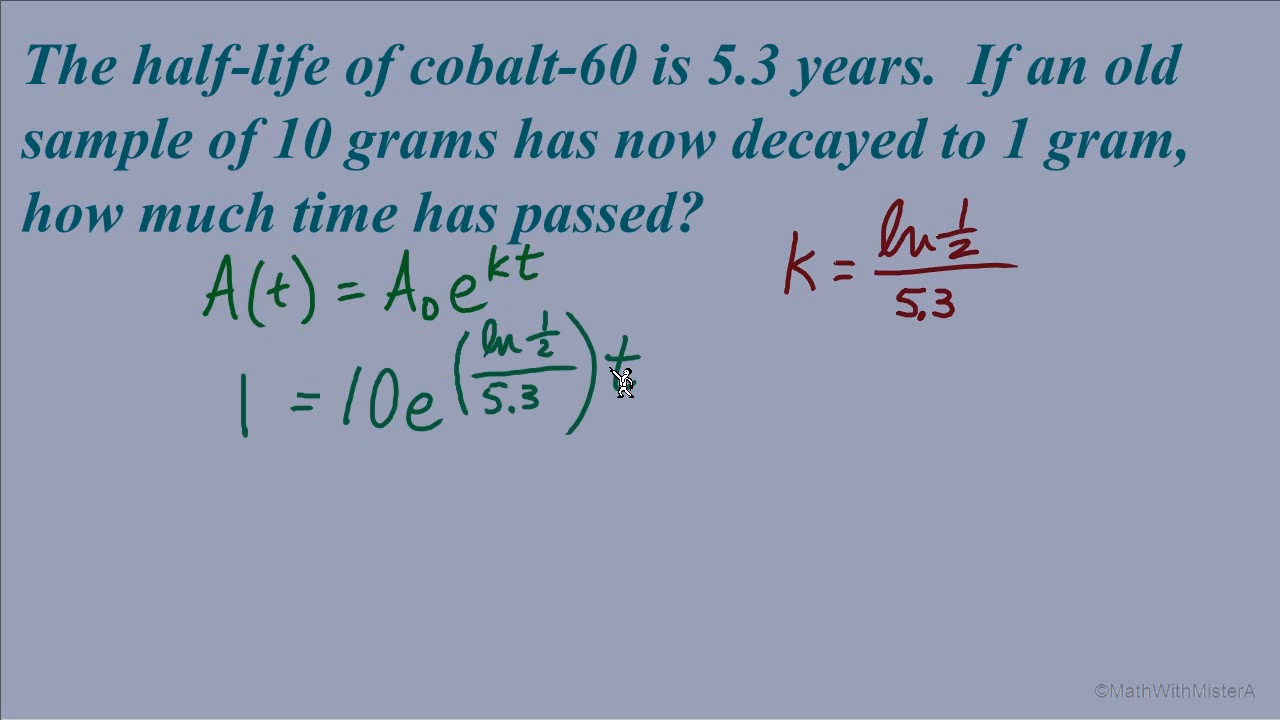 The half-life of cobalt-60 is 5.3 years. If an old
sample of 10 grams has now decayed to 1 gram,
how much time has passed?
k = ln 1/2 / 5.3
A(t) = A₀e^kt
1 = 10e^(ln 1/2 / 5.3)t
©MathWithMisterA